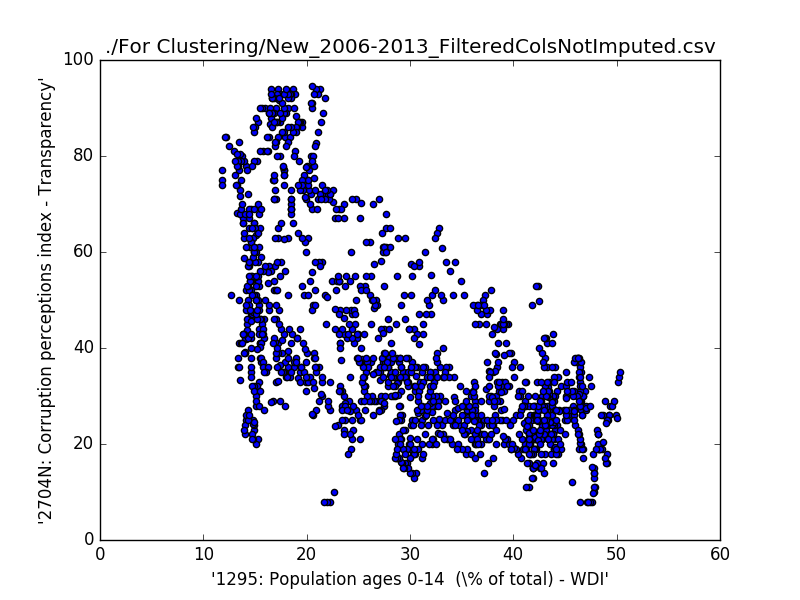 ./For Clustering/New_2006-2013_FilteredColsNotImputed.csv
'2704N: Corruption perceptions index - Transparency'
100
80
60
40
20
0
0 10 20 30 40 50 60
'1295: Population ages 0-14  (\% of total) - WDI'